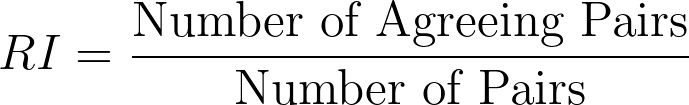 RI = Number of Agreeing Pairs
Number of Pairs